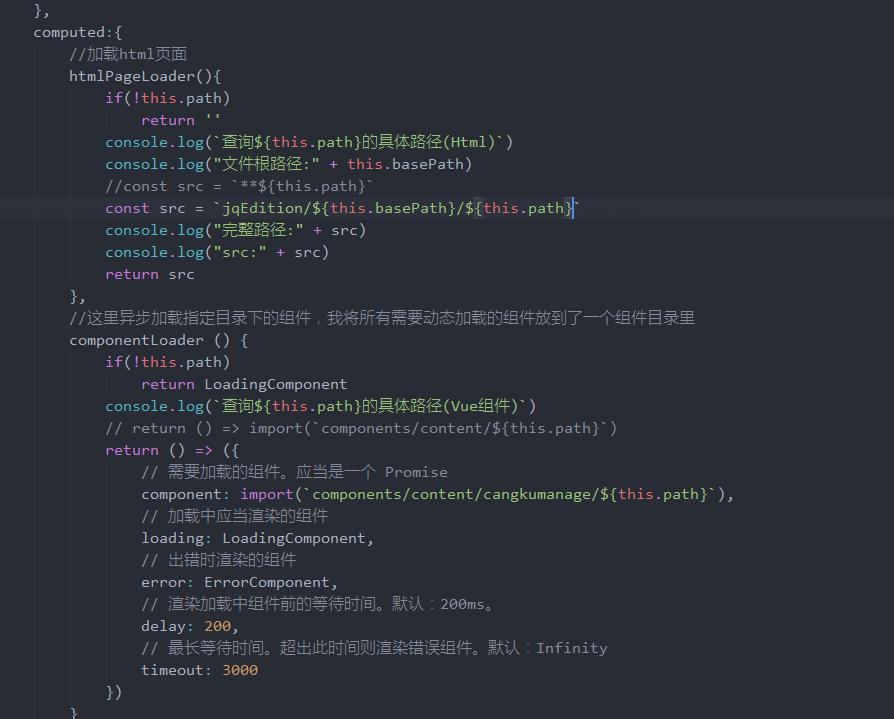 },
computed:{
//加载html页面
htmlPageLoader(){
if(!this.path)
return ''
console.log(`查询${this.path}的具体路径(Html)`)
console.log("文件根路径:" + this.basePath)
//const src = `**${this.path}`
const src = `jqEdition/${this.basePath}/${this.path}`
console.log("完整路径:" + src)
console.log("src:" + src)
return src
},
//这里异步加载指定目录下的组件，我将所有需要动态加载的组件放到了一个组件目录里
componentLoader () {
if(!this.path)
return LoadingComponent
console.log(`查询${this.path}的具体路径(Vue组件)`)
// return () => import(`components/content/${this.path}`)
return () => ({
// 需要加载的组件。应当是一个 Promise
component: import(`components/content/cangkumanage/${this.path}`),
// 加载中应当渲染的组件
loading: LoadingComponent,
// 出错时渲染的组件
error: ErrorComponent,
// 渲染加载中组件前的等待时间。默认：200ms。
delay: 200,
// 最长等待时间。超出此时间则渲染错误组件。默认：Infinity
timeout: 3000
})
}